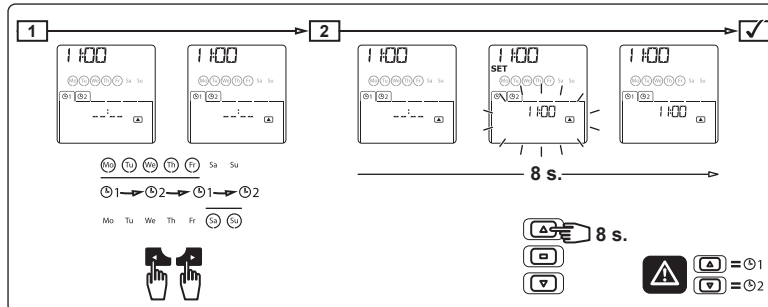 1
2
11:00
Mo Tu We Th Fr Sa Su
1 2
--:--
11:00
Mo Tu We Th Fr Sa Su
1 2
--:--
11:00
Mo Tu We Th Fr Sa Su
1 2
--:--
11:00
SET
Mo Tu We Th Fr Sa Su
1 2
11:00
11:00
Mo Tu We Th Fr Sa Su
1 2
11:00
Mo Tu We Th Fr Sa Su
1 2 1 2
Mo Tu We Th Fr Sa Su
8 s.
8 s.
= 1
= 2